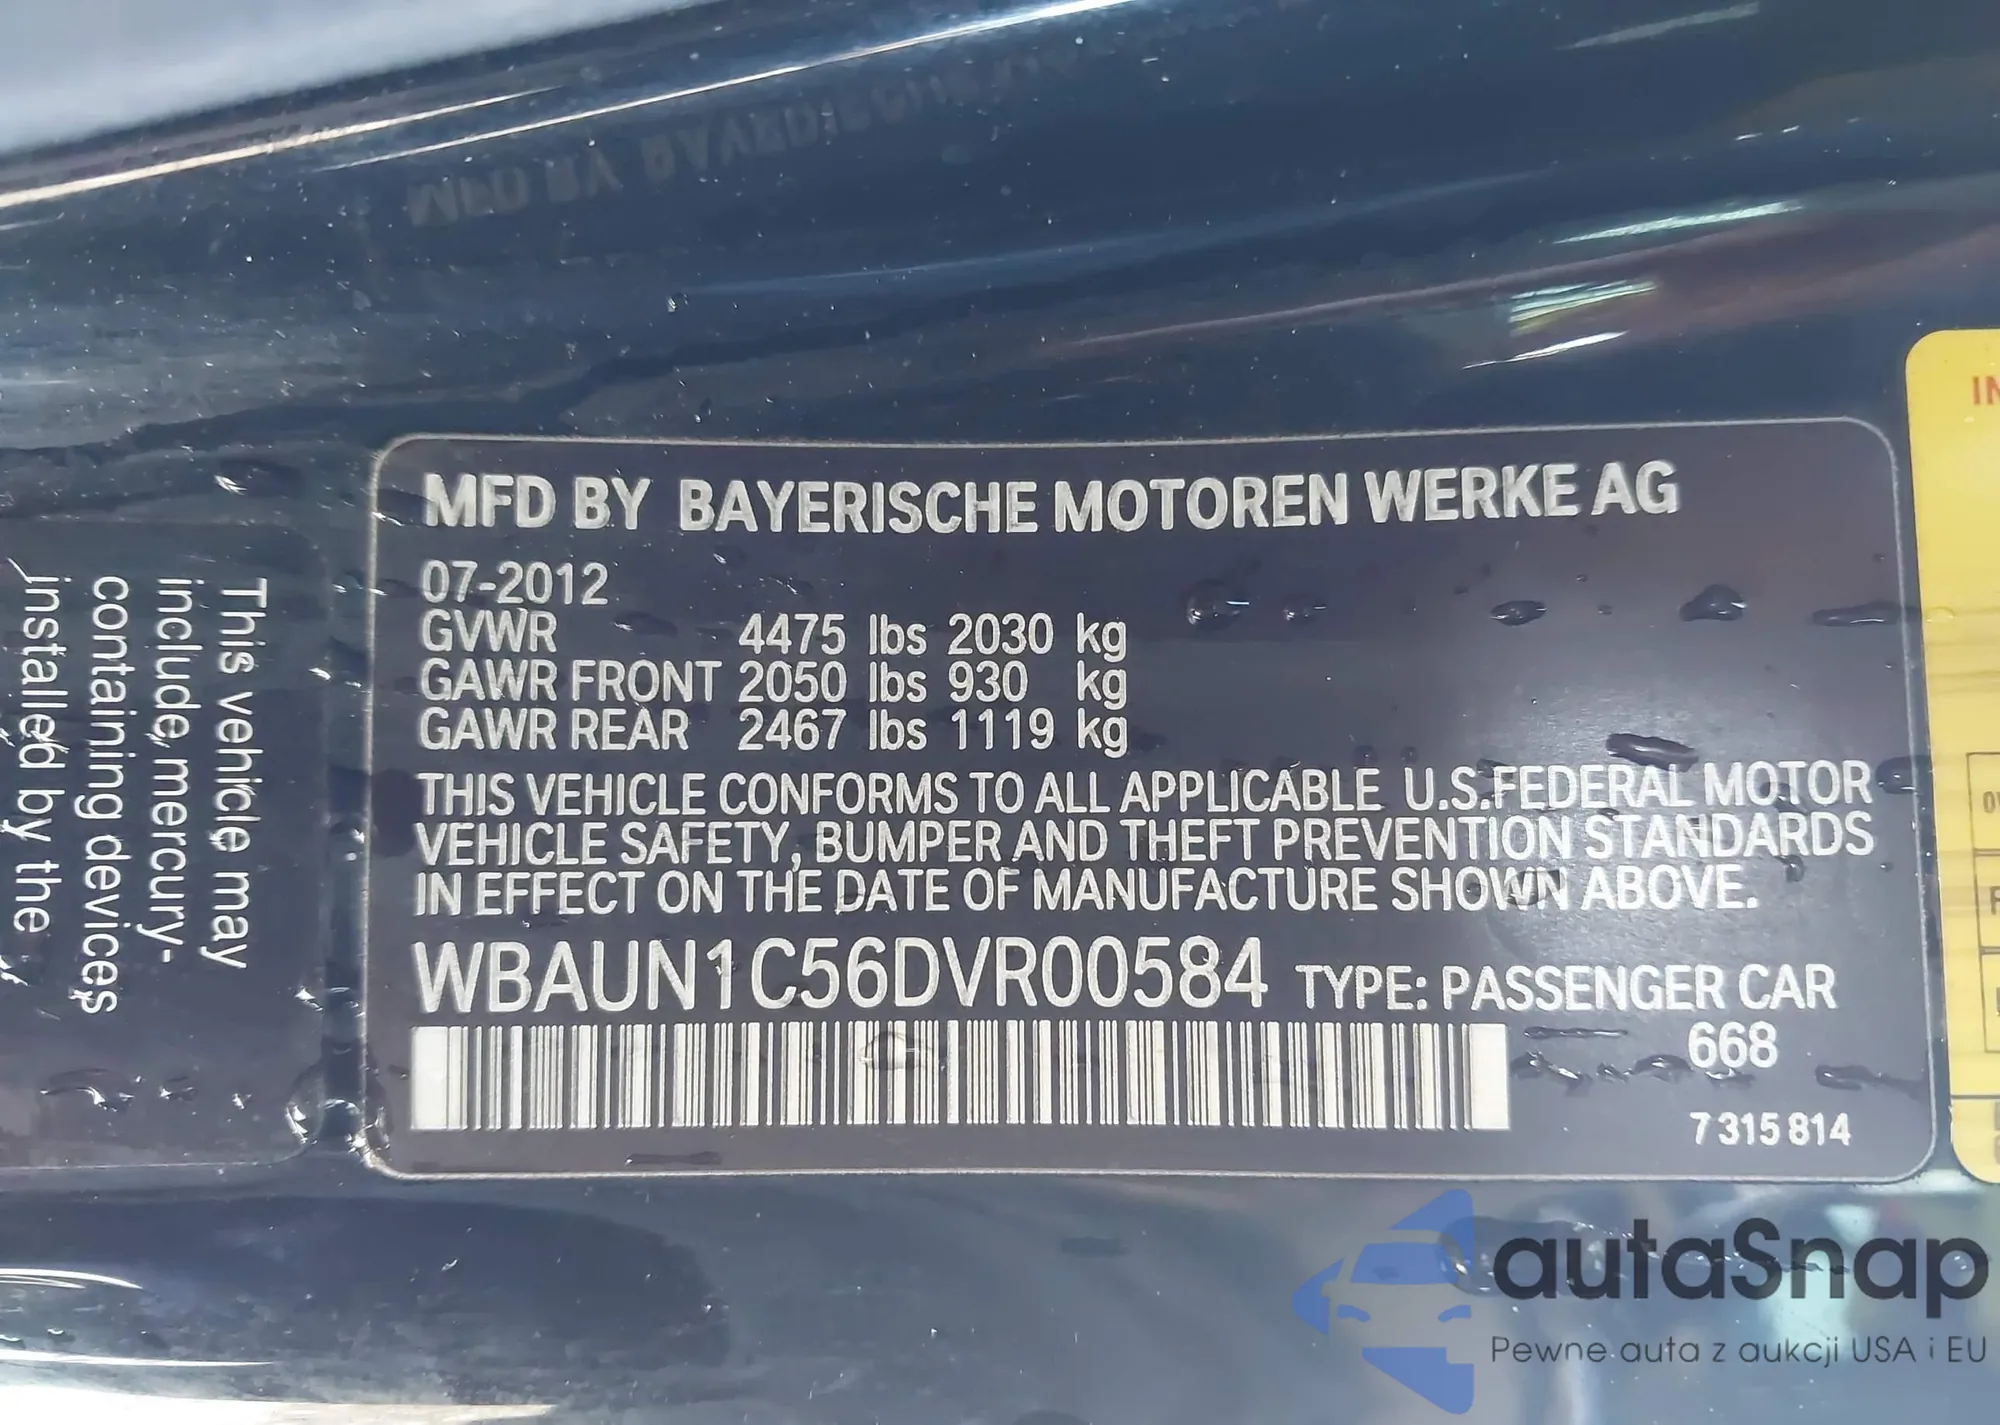 This vehicle may
include mercury-
containing devices
installed by the
MFD BY BAYERISCHE MOTOREN WERKE AG
07-2012
GVWR 4475 lbs 2030 kg
GAWR FRONT 2050 lbs 930 kg
GAWR REAR 2467 lbs 1119 kg
THIS VEHICLE CONFORMS TO ALL APPLICABLE U.S.FEDERAL MOTOR
VEHICLE SAFETY, BUMPER AND THEFT PREVENTION STANDARDS
IN EFFECT ON THE DATE OF MANUFACTURE SHOWN ABOVE.
WBAUN1C56DVR00584 TYPE: PASSENGER CAR
668
7 315 814
autaSnap
Pewne auta z aukcji USA i EU